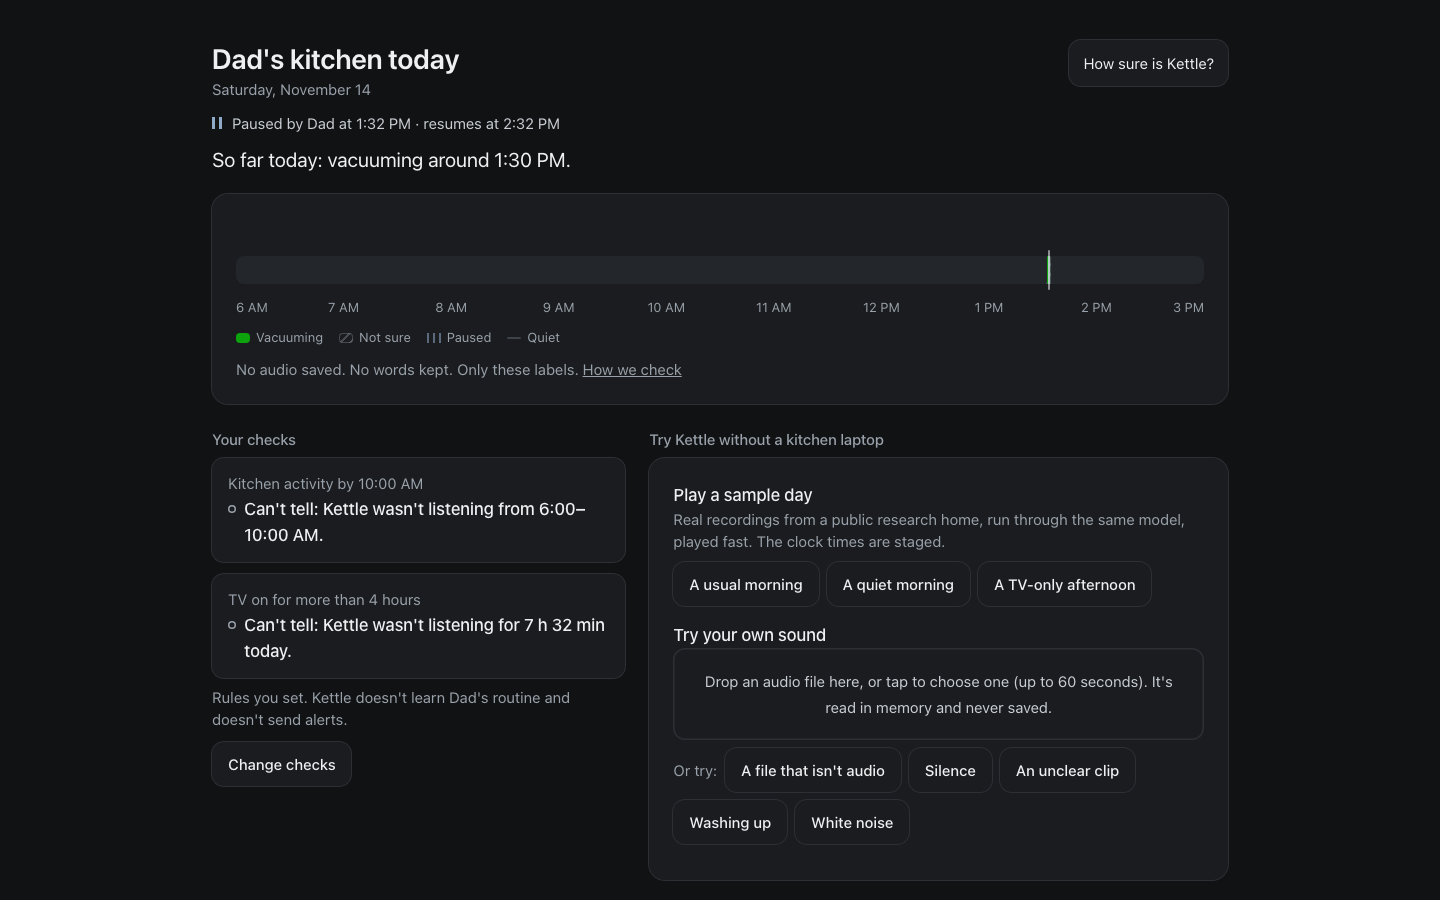 Dad's kitchen today
How sure is Kettle?
Saturday, November 14
Paused by Dad at 1:32 PM · resumes at 2:32 PM
So far today: vacuuming around 1:30 PM.
6 AM 7 AM 8 AM 9 AM 10 AM 11 AM 12 PM 1 PM 2 PM 3 PM
Vacuuming Not sure Paused Quiet
No audio saved. No words kept. Only these labels. How we check
Your checks
Kitchen activity by 10:00 AM
Can't tell: Kettle wasn't listening from 6:00–
10:00 AM.
TV on for more than 4 hours
Can't tell: Kettle wasn't listening for 7 h 32 min
today.
Rules you set. Kettle doesn't learn Dad's routine and
doesn't send alerts.
Change checks
Try Kettle without a kitchen laptop
Play a sample day
Real recordings from a public research home, run through the same model,
played fast. The clock times are staged.
A usual morning A quiet morning A TV-only afternoon
Try your own sound
Drop an audio file here, or tap to choose one (up to 60 seconds). It's
read in memory and never saved.
Or try: A file that isn't audio Silence An unclear clip
Washing up White noise